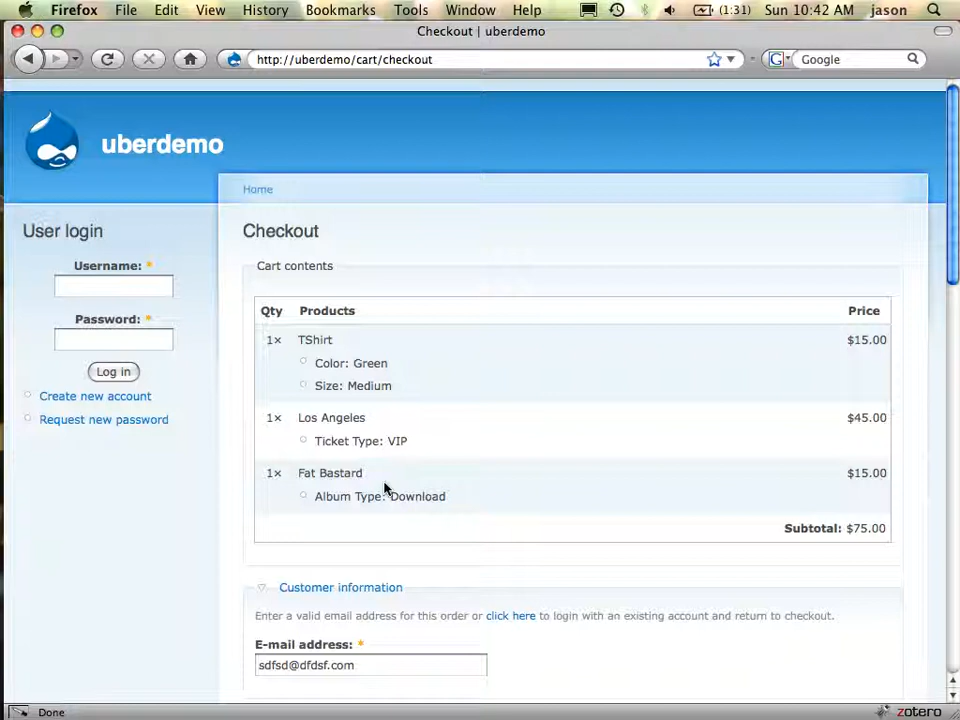 Firefox File Edit View History Bookmarks Tools Window Help (1:31) Sun 10:42 AM jason
Checkout | uberdemo
http://uberdemo/cart/checkout G Google
uberdemo
Home
User login
Username: *
Password: *
Log in
Create new account
Request new password
Checkout
Cart contents
Qty Products Price
1× TShirt $15.00
Color: Green
Size: Medium
1× Los Angeles $45.00
Ticket Type: VIP
1× Fat Bastard $15.00
Album Type: Download
Subtotal: $75.00
Customer information
Enter a valid email address for this order or click here to login with an existing account and return to checkout.
E-mail address: *
sdfsd@dfdsf.com
Done zotero